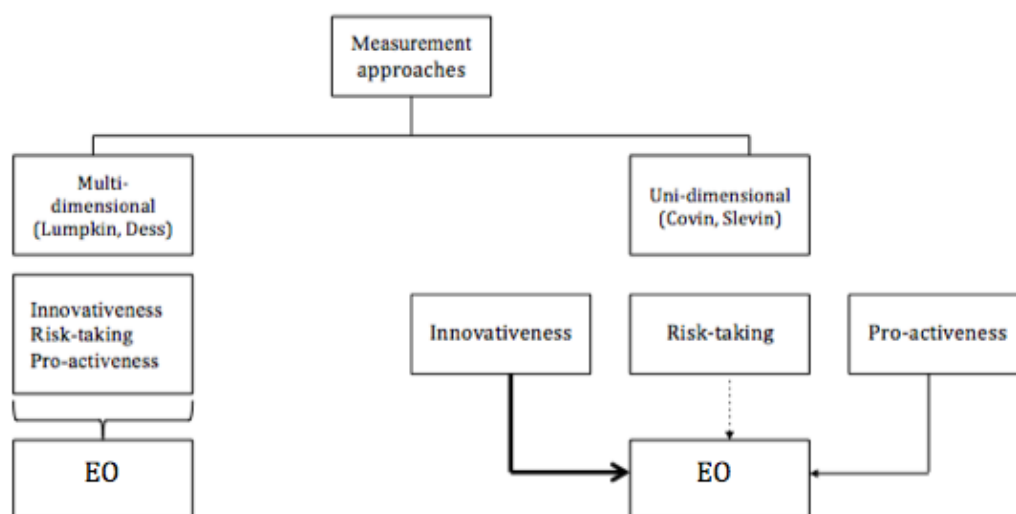 Measurement
approaches
Multi-
dimensional
(Lumpkin, Dess)
Uni-dimensional
(Covin, Slevin)
Innovativeness
Risk-taking
Pro-activeness
Innovativeness
Risk-taking
Pro-activeness
EO
EO